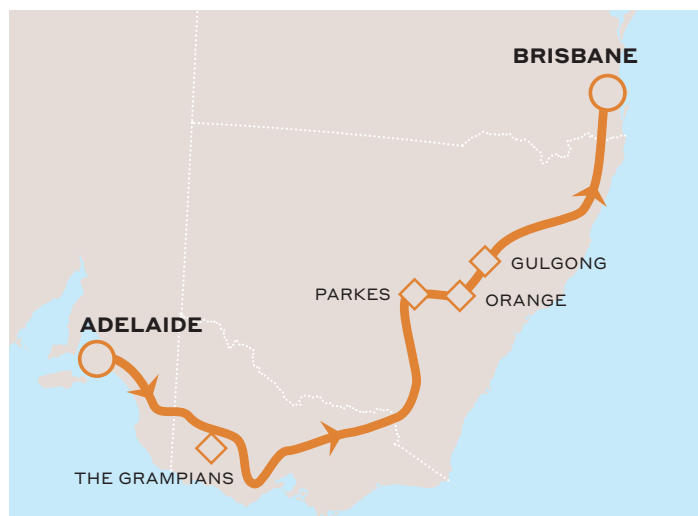 BRISBANE
GULGONG
PARKES
ORANGE
ADELAIDE
THE GRAMPIANS